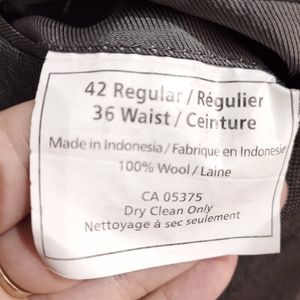 42 Regular / Régulier
36 Waist / Ceinture
Made in Indonesia / Fabrique en Indonesie
100% Wool / Laine
CA 05375
Dry Clean Only
Nettoyage à sec seulement